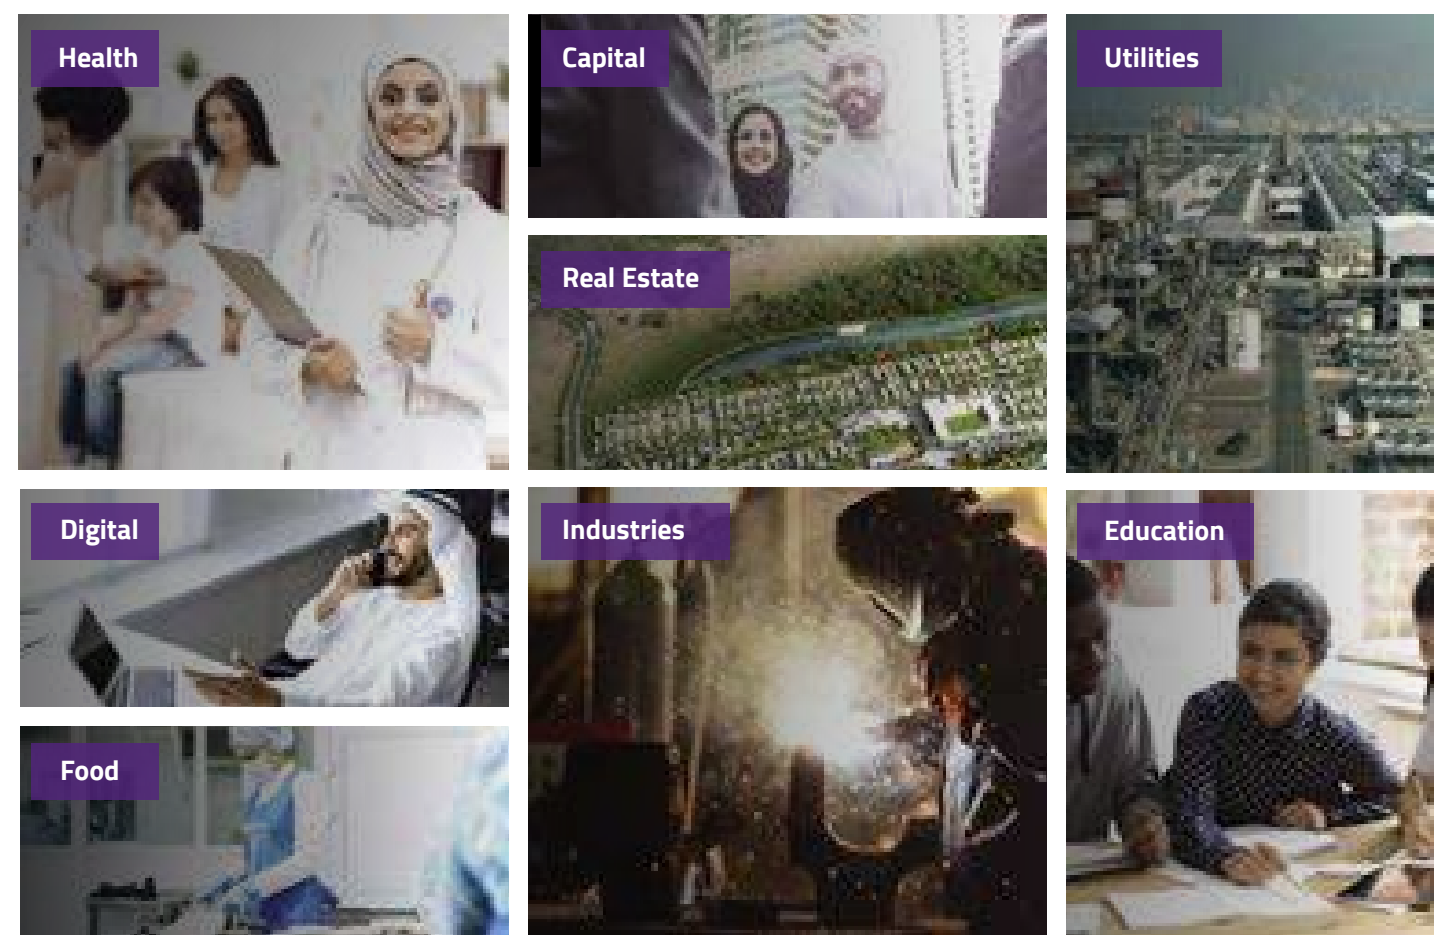 Health
Capital
Utilities
Real Estate
Digital
Industries
Education
Food